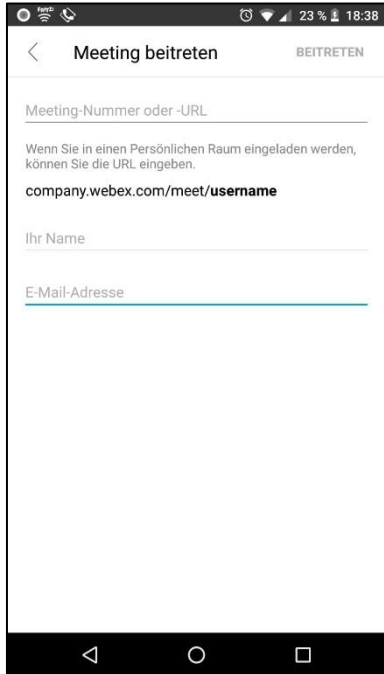 23 % 18:38
Meeting beitreten BEITRETEN
Meeting-Nummer oder -URL
Wenn Sie in einen Persönlichen Raum eingeladen werden,
können Sie die URL eingeben.
company.webex.com/meet/username
Ihr Name
E-Mail-Adresse